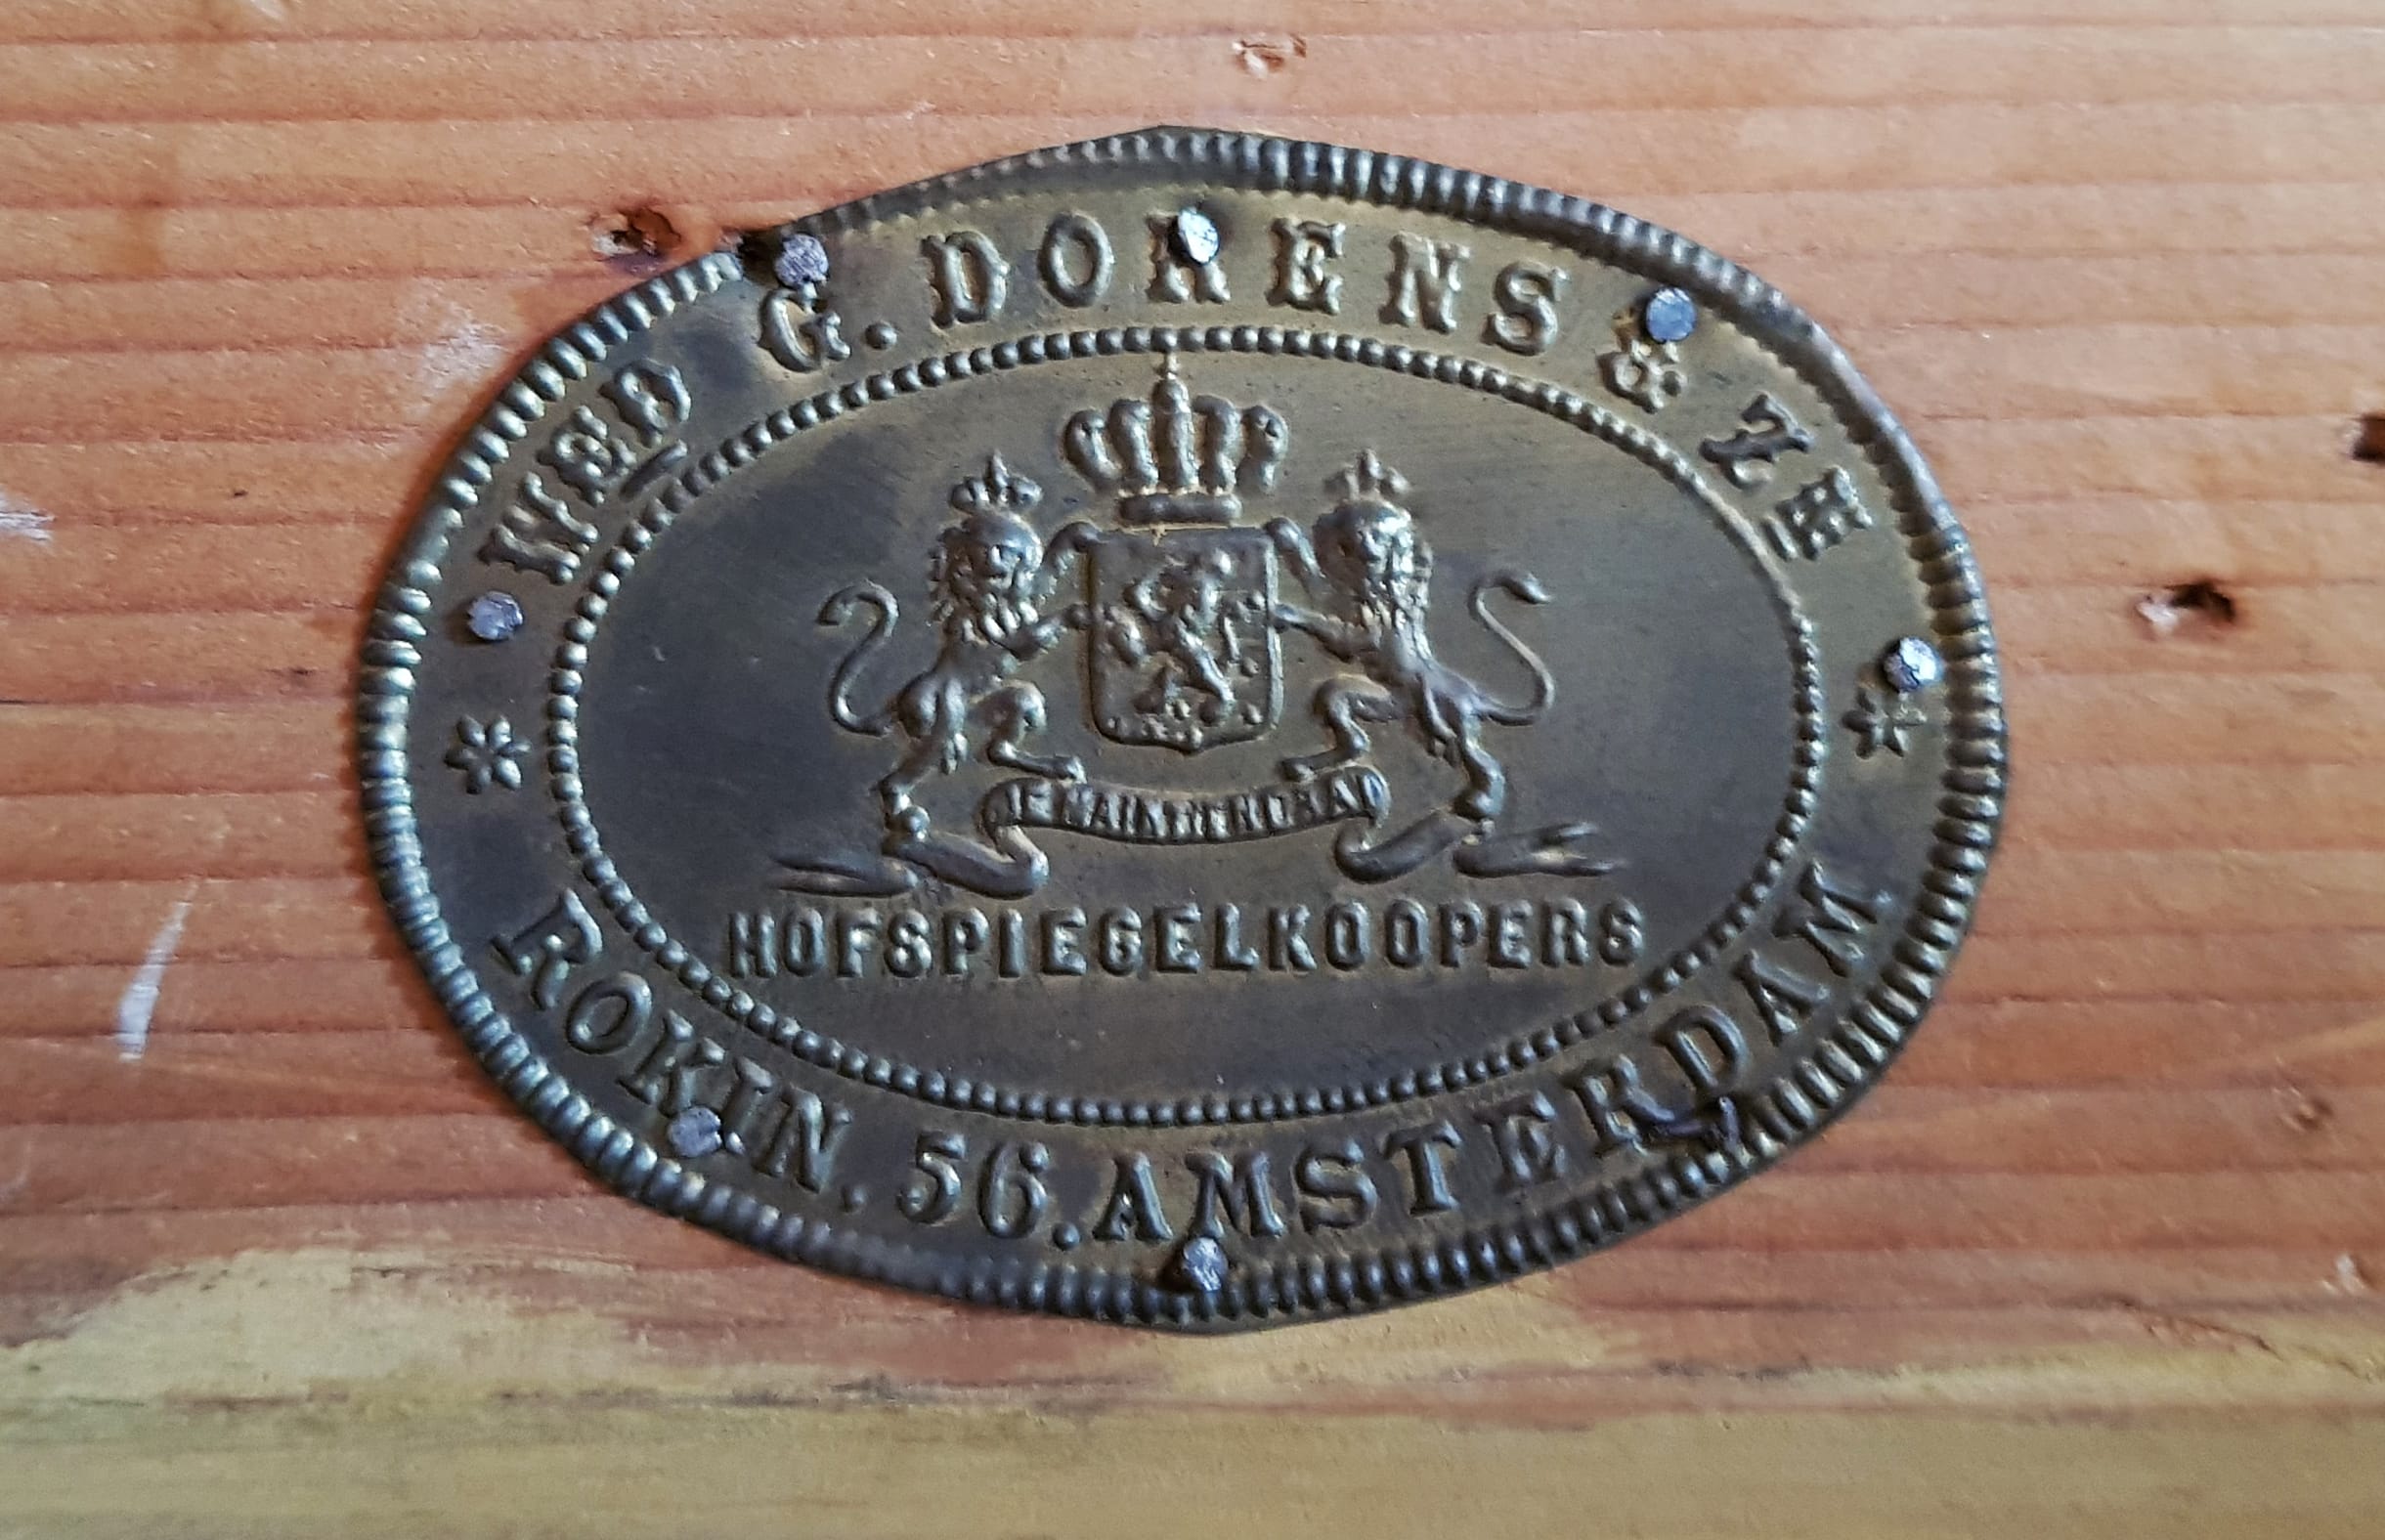 WED G. DORENS & ZN
JE MAINTIENDRAI
HOFSPIEGELKOOPERS
ROKIN, 56. AMSTERDAM